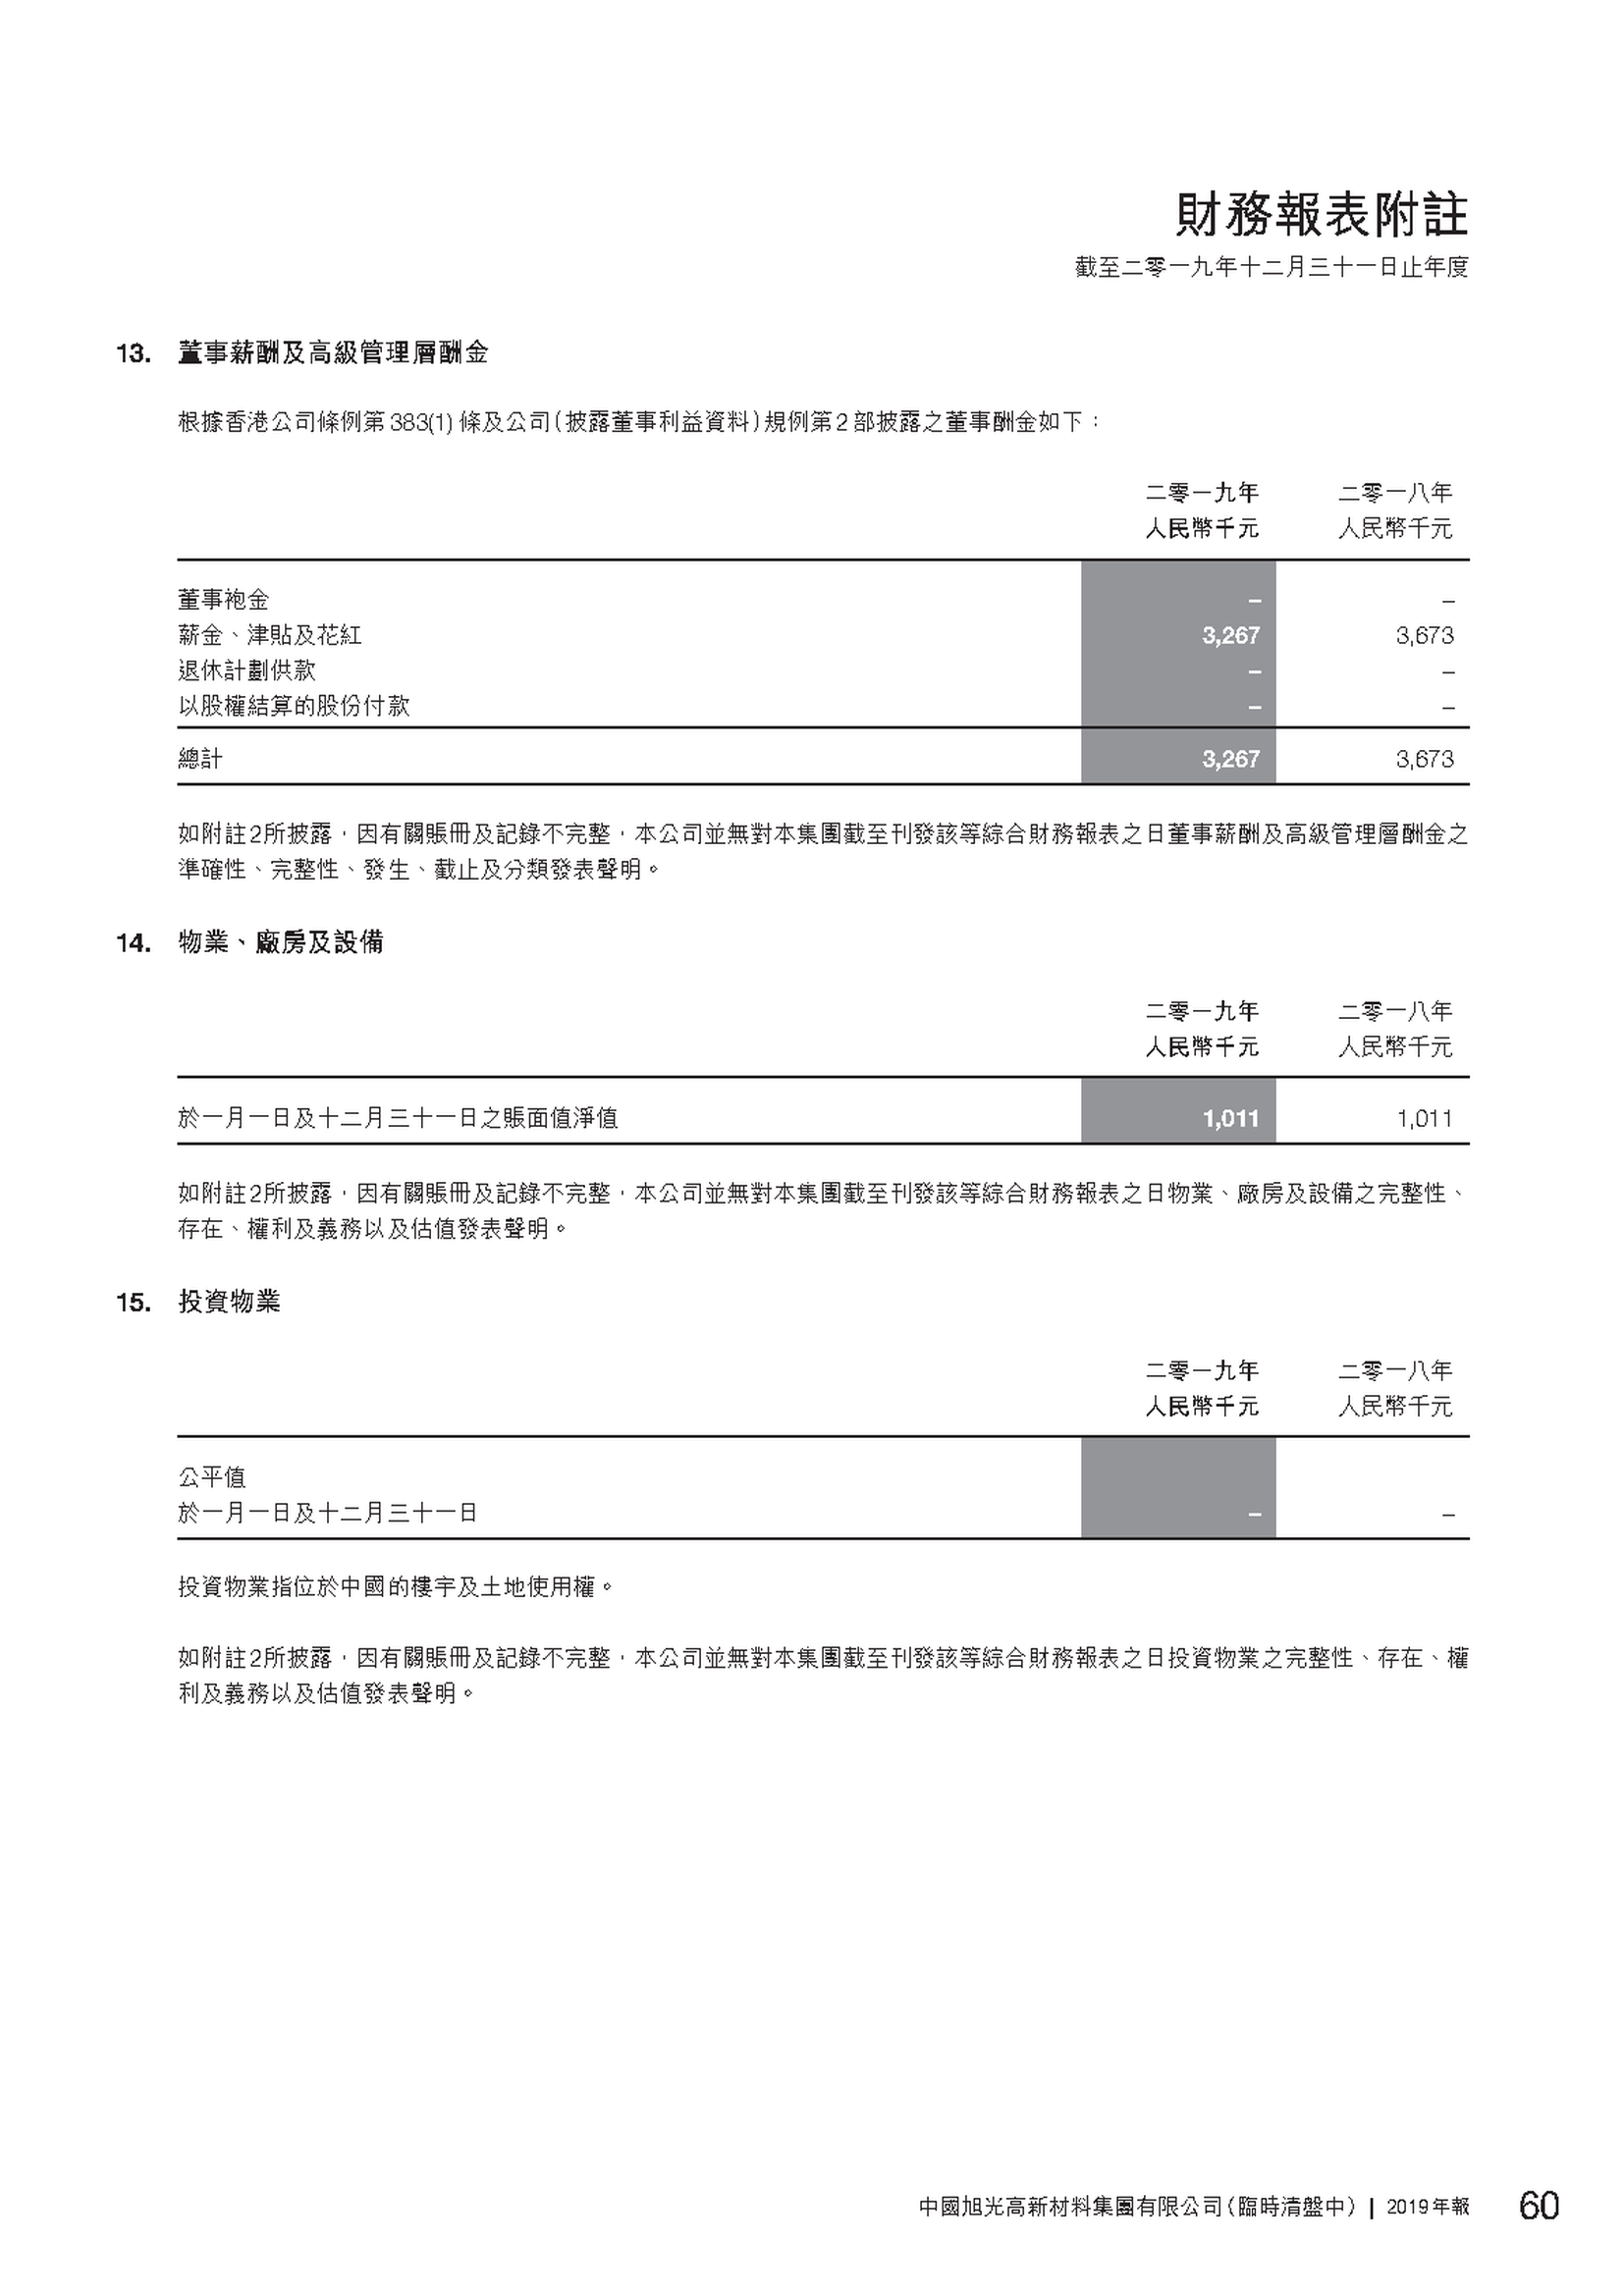 財務報表附註
截至二零一九年十二月三十一日止年度
13. 董事薪酬及高級管理層酬金
根據香港公司條例第383(1)條及公司(披露董事利益資料)規例第2部披露之董事酬金如下：
二零一九年 二零一八年
人民幣千元 人民幣千元
董事袍金 – –
薪金、津貼及花紅 3,267 3,673
退休計劃供款 – –
以股權結算的股份付款 – –
總計 3,267 3,673
如附註2所披露，因有關賬冊及記錄不完整，本公司並無對本集團截至刊發該等綜合財務報表之日董事薪酬及高級管理層酬金之
準確性、完整性、發生、截止及分類發表聲明。
14. 物業、廠房及設備
二零一九年 二零一八年
人民幣千元 人民幣千元
於一月一日及十二月三十一日之賬面值淨值 1,011 1,011
如附註2所披露，因有關賬冊及記錄不完整，本公司並無對本集團截至刊發該等綜合財務報表之日物業、廠房及設備之完整性、
存在、權利及義務以及估值發表聲明。
15. 投資物業
二零一九年 二零一八年
人民幣千元 人民幣千元
公平值
於一月一日及十二月三十一日 – –
投資物業指位於中國的樓宇及土地使用權。
如附註2所披露，因有關賬冊及記錄不完整，本公司並無對本集團截至刊發該等綜合財務報表之日投資物業之完整性、存在、權
利及義務以及估值發表聲明。
中國旭光高新材料集團有限公司(臨時清盤中) | 2019年報 60